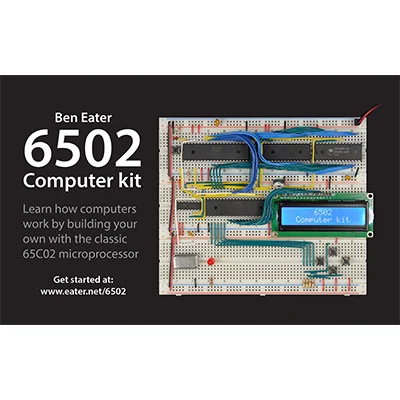 Ben Eater
6502
Computer kit
Learn how computers
work by building your
own with the classic
65C02 microprocessor
Get started at:
www.eater.net/6502
6502
Computer kit